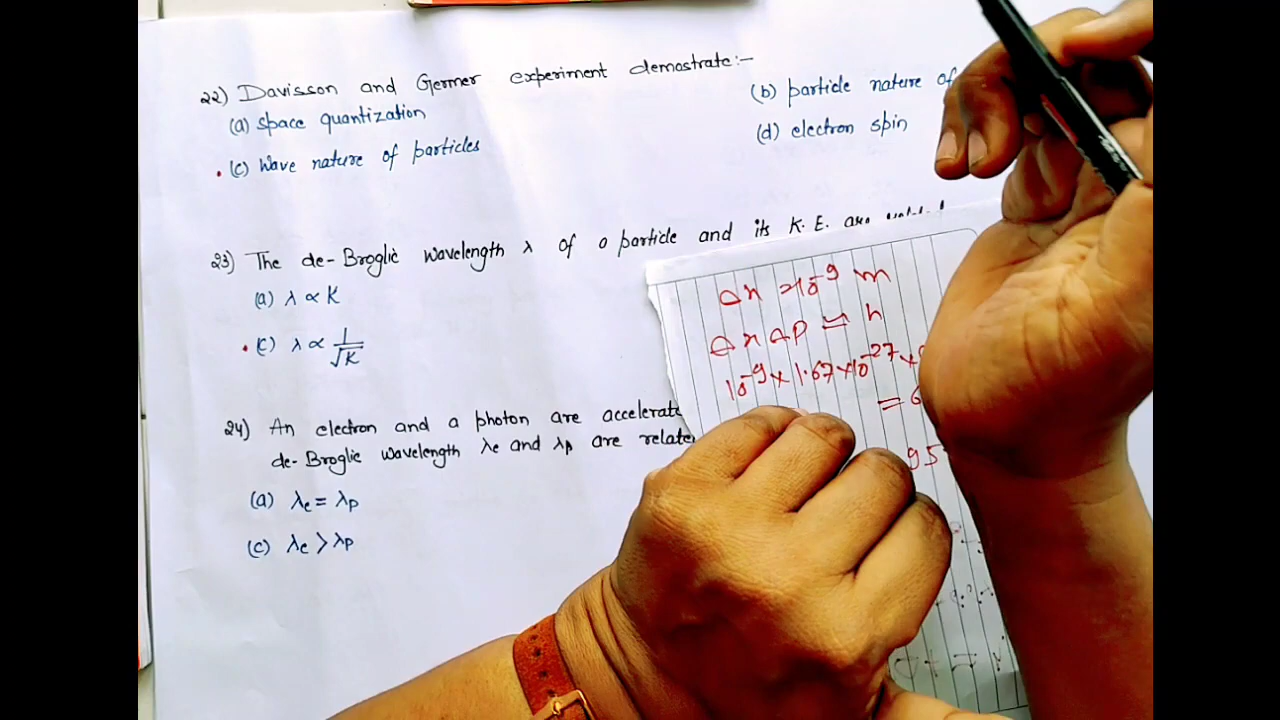 22) Davisson and Germer experiment demostrate:-
(a) space quantization
(b) particle nature of
(c) Wave nature of particles
(d) electron spin
23) The de-Broglie wavelength λ of a particle and its K.E. are
(a) λ ∝ K
(c) λ ∝ 1/√K
24) An electron and a photon are accelerate
de-Broglie wavelength λe and λp are relate
(a) λe = λp
(c) λe > λp
Δx = 10⁻⁹ m
Δx ΔP ≃ h
10⁻⁹ × 1.67 × 10⁻²⁷ ×
= 6
95